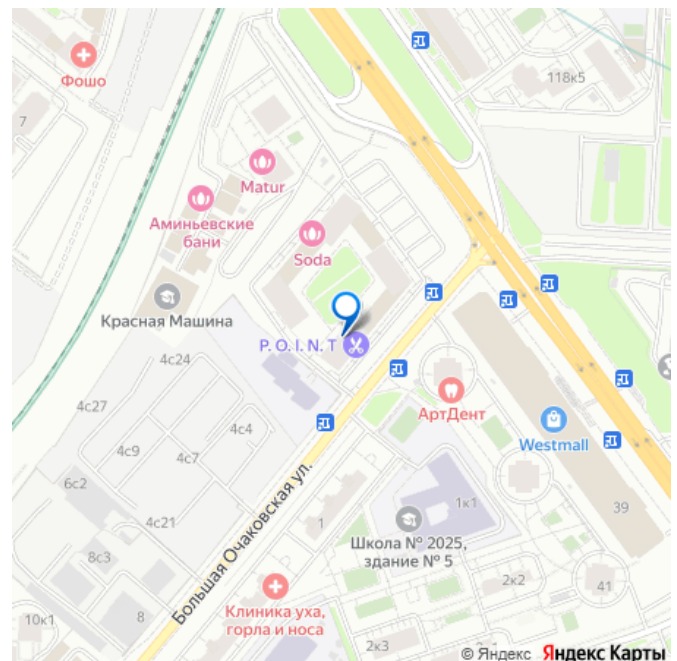 Фошо
7
118к5
Matur
Аминьевские
бани
Soda
Красная Машина
P. O. I. N. T
4с24
4с27
4с4
4с9
4с7
6с2
4с21
8с3
8
10к1
АртДент
Westmall
39
1к1
1
Школа № 2025,
здание № 5
Большая Очаковская ул.
2к2
41
Клиника уха,
горла и носа
2к3
© Яндекс Яндекс Карты